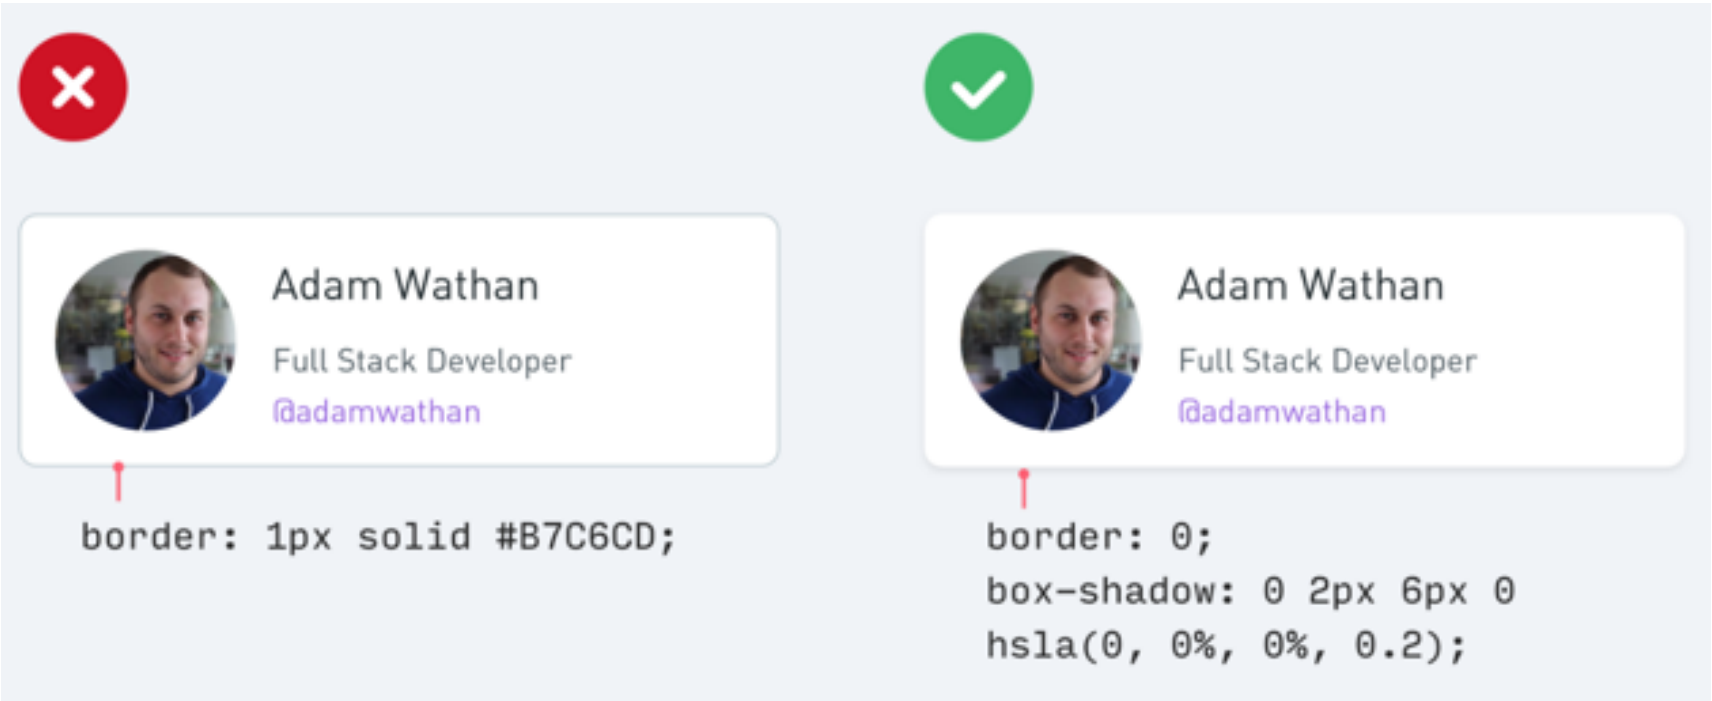 Adam Wathan
Full Stack Developer
@adamwathan
border: 1px solid #B7C6CD;
Adam Wathan
Full Stack Developer
@adamwathan
border: 0;
box-shadow: 0 2px 6px 0
hsla(0, 0%, 0%, 0.2);